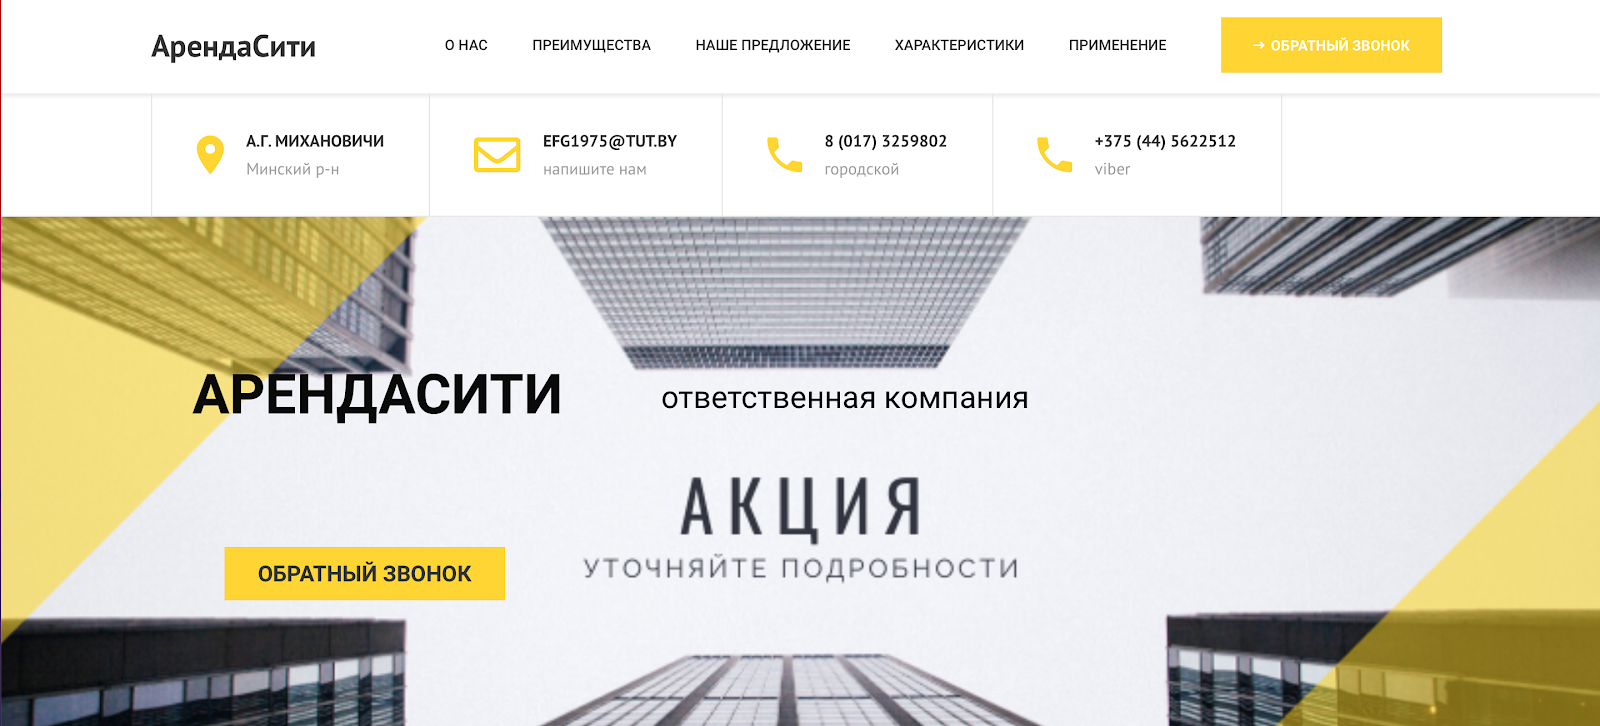 АрендаСити
О НАС
ПРЕИМУЩЕСТВА
НАШЕ ПРЕДЛОЖЕНИЕ
ХАРАКТЕРИСТИКИ
ПРИМЕНЕНИЕ
→ ОБРАТНЫЙ ЗВОНОК
А.Г. МИХАНОВИЧИ
Минский р-н
EFG1975@TUT.BY
напишите нам
8 (017) 3259802
городской
+375 (44) 5622512
viber
АРЕНДАСИТИ
ответственная компания
АКЦИЯ
УТОЧНЯЙТЕ ПОДРОБНОСТИ
ОБРАТНЫЙ ЗВОНОК